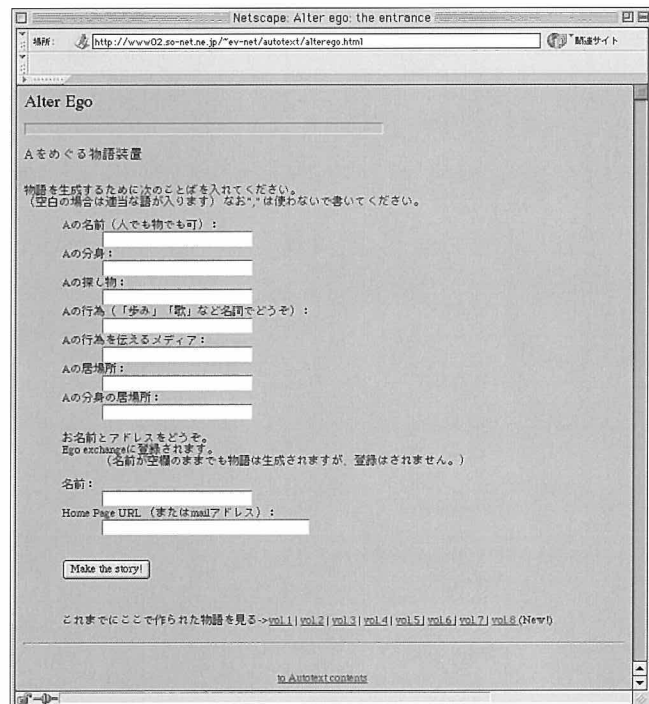 Netscape: Alter ego: the entrance
場所: http://www02.so-net.ne.jp/~ev-net/autotext/alterego.html 関連サイト
Alter Ego
Aをめぐる物語装置
物語を生成するために次のことばを入れてください。
(空白の場合は適当な語が入ります) なお"," は使わないで書いてください。
Aの名前(人でも物でも可):
Aの分身:
Aの探し物:
Aの行為(「歩み」「歌」など名詞でどうぞ):
Aの行為を伝えるメディア:
Aの居場所:
Aの分身の居場所:
お名前とアドレスをどうぞ。
Ego exchangeに登録されます。
(名前が空欄のままでも物語は生成されますが、登録はされません。)
名前:
Home Page URL (またはmailアドレス):
Make the story!
これまでにここで作られた物語を見る->vol.1 | vol.2 | vol.3 | vol.4 | vol.5 | vol.6 | vol.7 | vol.8 (New!)
to Autotext contents